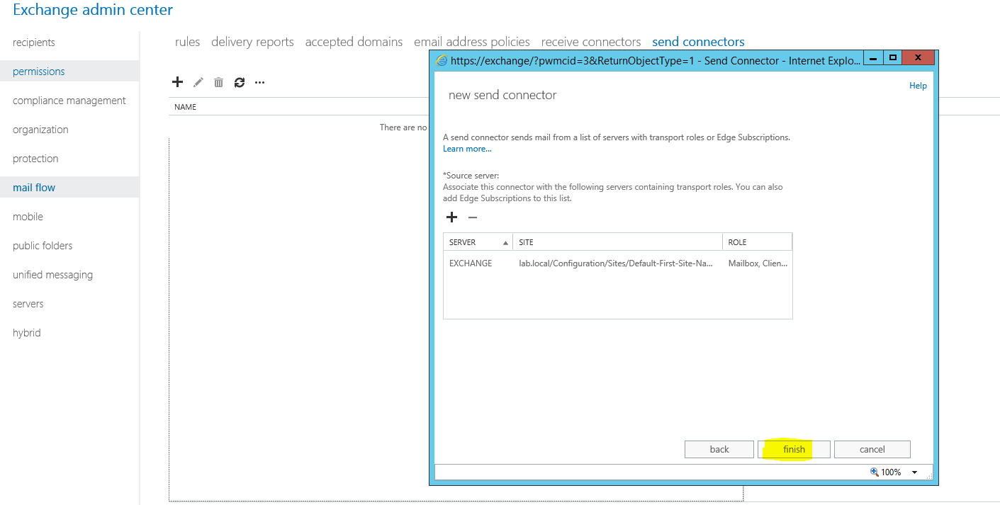 Exchange admin center
recipients
permissions
compliance management
organization
protection
mail flow
mobile
public folders
unified messaging
servers
hybrid
rules delivery reports accepted domains email address policies receive connectors send connectors
NAME
There are no
https://exchange/?pwmcid=3&ReturnObjectType=1 - Send Connector - Internet Explo...
Help
new send connector
A send connector sends mail from a list of servers with transport roles or Edge Subscriptions.
Learn more...
*Source server:
Associate this connector with the following servers containing transport roles. You can also
add Edge Subscriptions to this list.
SERVER SITE ROLE
EXCHANGE lab.local/Configuration/Sites/Default-First-Site-Na... Mailbox, Clien...
back finish cancel
100%